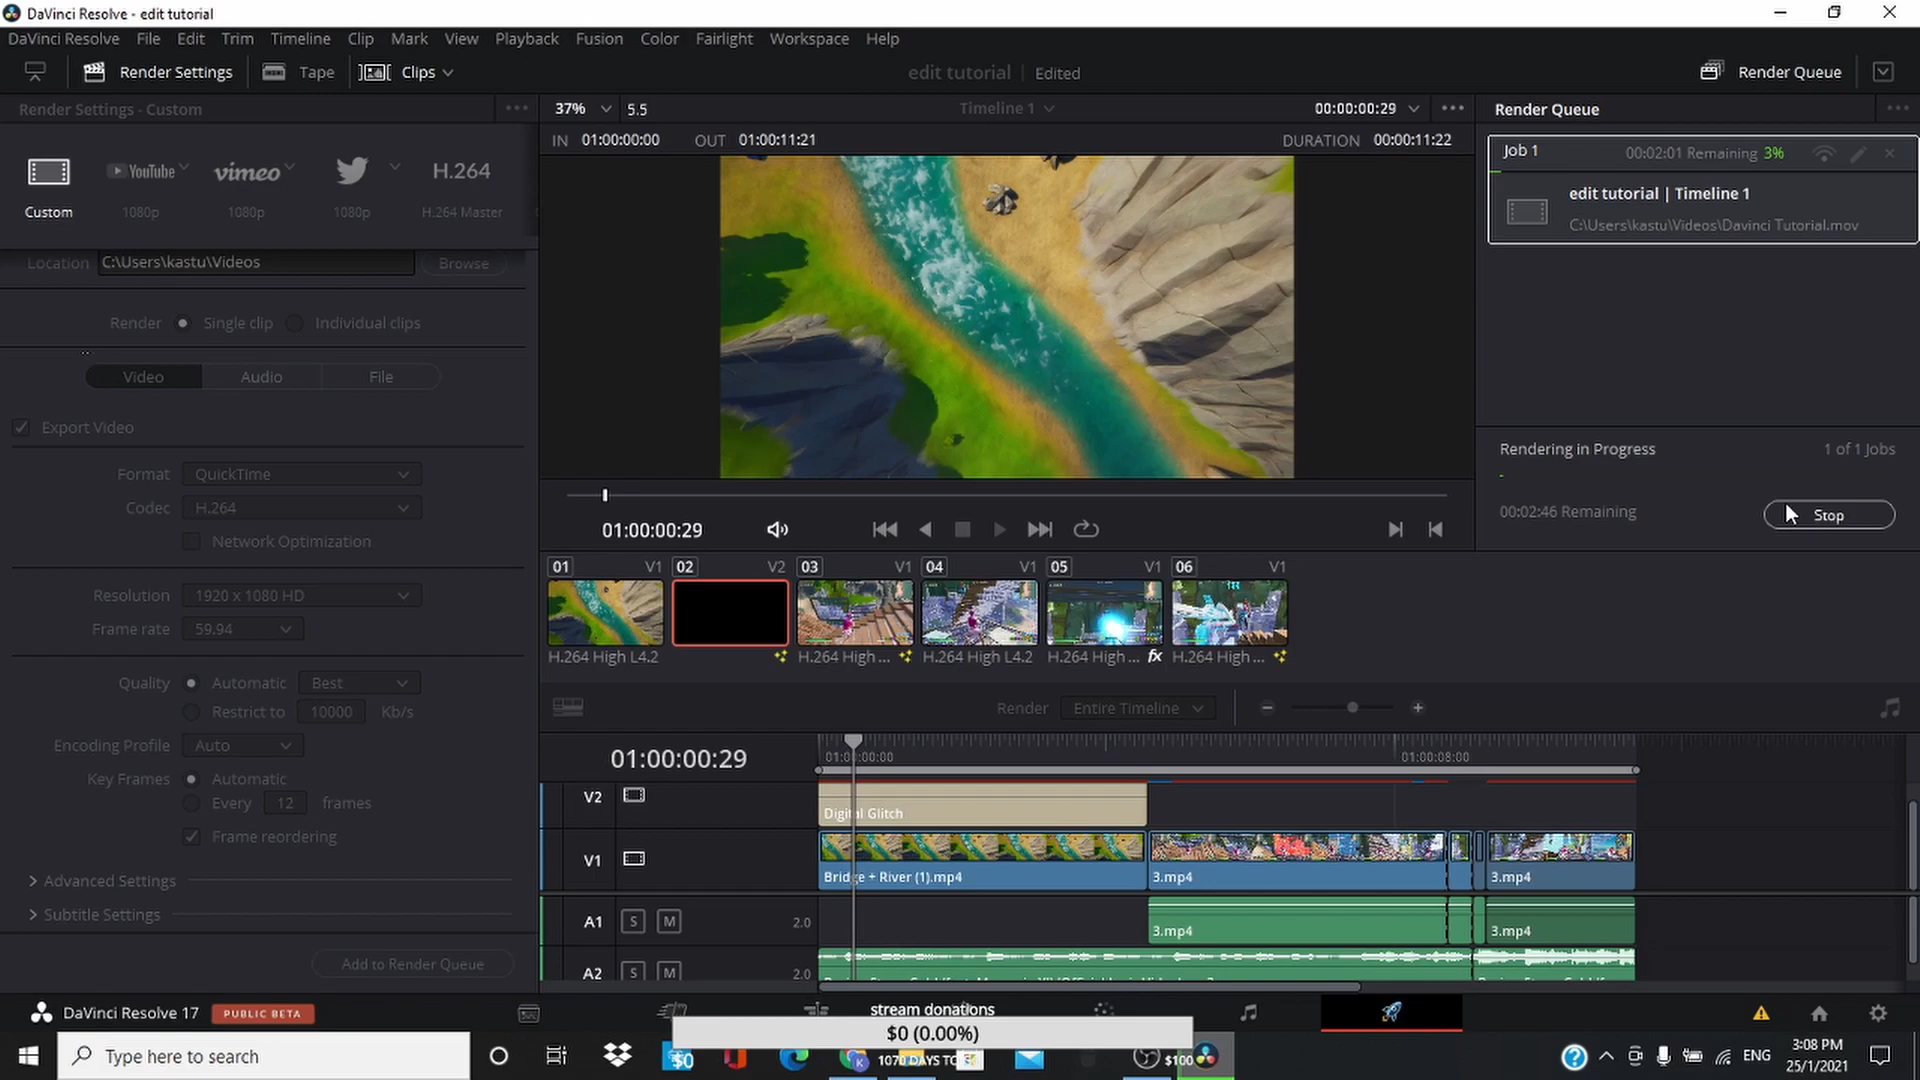 DaVinci Resolve - edit tutorial
DaVinci Resolve File Edit Trim Timeline Clip Mark View Playback Fusion Color Fairlight Workspace Help
Render Settings Tape Clips edit tutorial Edited Render Queue
Render Settings - Custom 37% 5.5 Timeline 1 00:00:00:29 Render Queue
IN 01:00:00:00 OUT 01:00:11:21 DURATION 00:00:11:22
Job 1 00:02:01 Remaining 3%
YouTube vimeo H.264
edit tutorial | Timeline 1
Custom 1080p 1080p 1080p H.264 Master
C:\Users\kastu\Videos\Davinci Tutorial.mov
Location C:\Users\kastu\Videos Browse
Render Single clip Individual clips
Video Audio File
Export Video
Rendering in Progress 1 of 1 Jobs
Format QuickTime
Codec H.264
00:02:46 Remaining Stop
01:00:00:29
Network Optimization
01 V1 02 V2 03 V1 04 V1 05 V1 06 V1
Resolution 1920 x 1080 HD
Frame rate 59.94
H.264 High L4.2 H.264 High ... H.264 High L4.2 H.264 High ... fx H.264 High ...
Quality Automatic Best
Restrict to 10000 Kb/s
Render Entire Timeline
Encoding Profile Auto
01:00:00:29 01:00:08:00
Key Frames Automatic
Every 12 frames
V2
Digital Glitch
Frame reordering
V1
Bridge + River (1).mp4 3.mp4 3.mp4
Advanced Settings
Subtitle Settings
A1 S M 2.0
3.mp4 3.mp4
Add to Render Queue
A2 S M 2.0
DaVinci Resolve 17 PUBLIC BETA
stream donations
$0 (0.00%)
Type here to search
$0 1070 DAYS TO $100
ENG 3:08 PM
25/1/2021